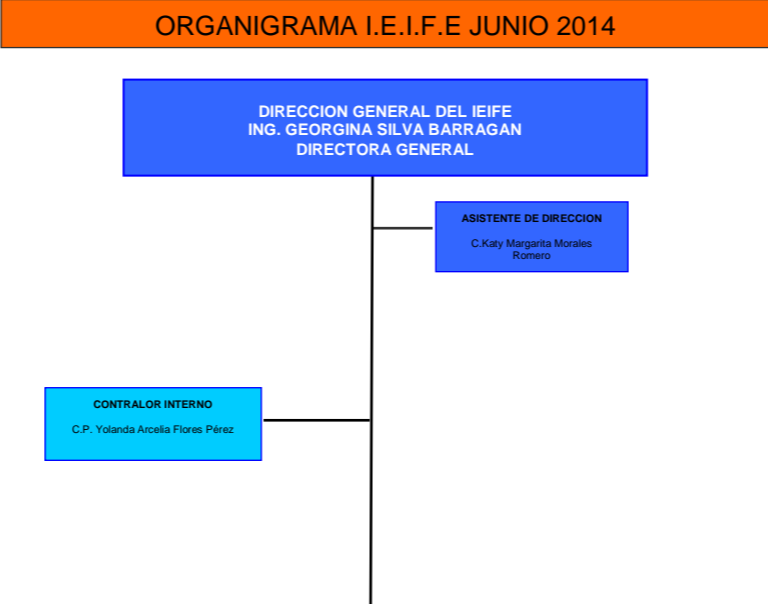 ORGANIGRAMA I.E.I.F.E JUNIO 2014
DIRECCION GENERAL DEL IEIFE
ING. GEORGINA SILVA BARRAGAN
DIRECTORA GENERAL
ASISTENTE DE DIRECCION
C.Katy Margarita Morales
Romero
CONTRALOR INTERNO
C.P. Yolanda Arcelia Flores Pérez